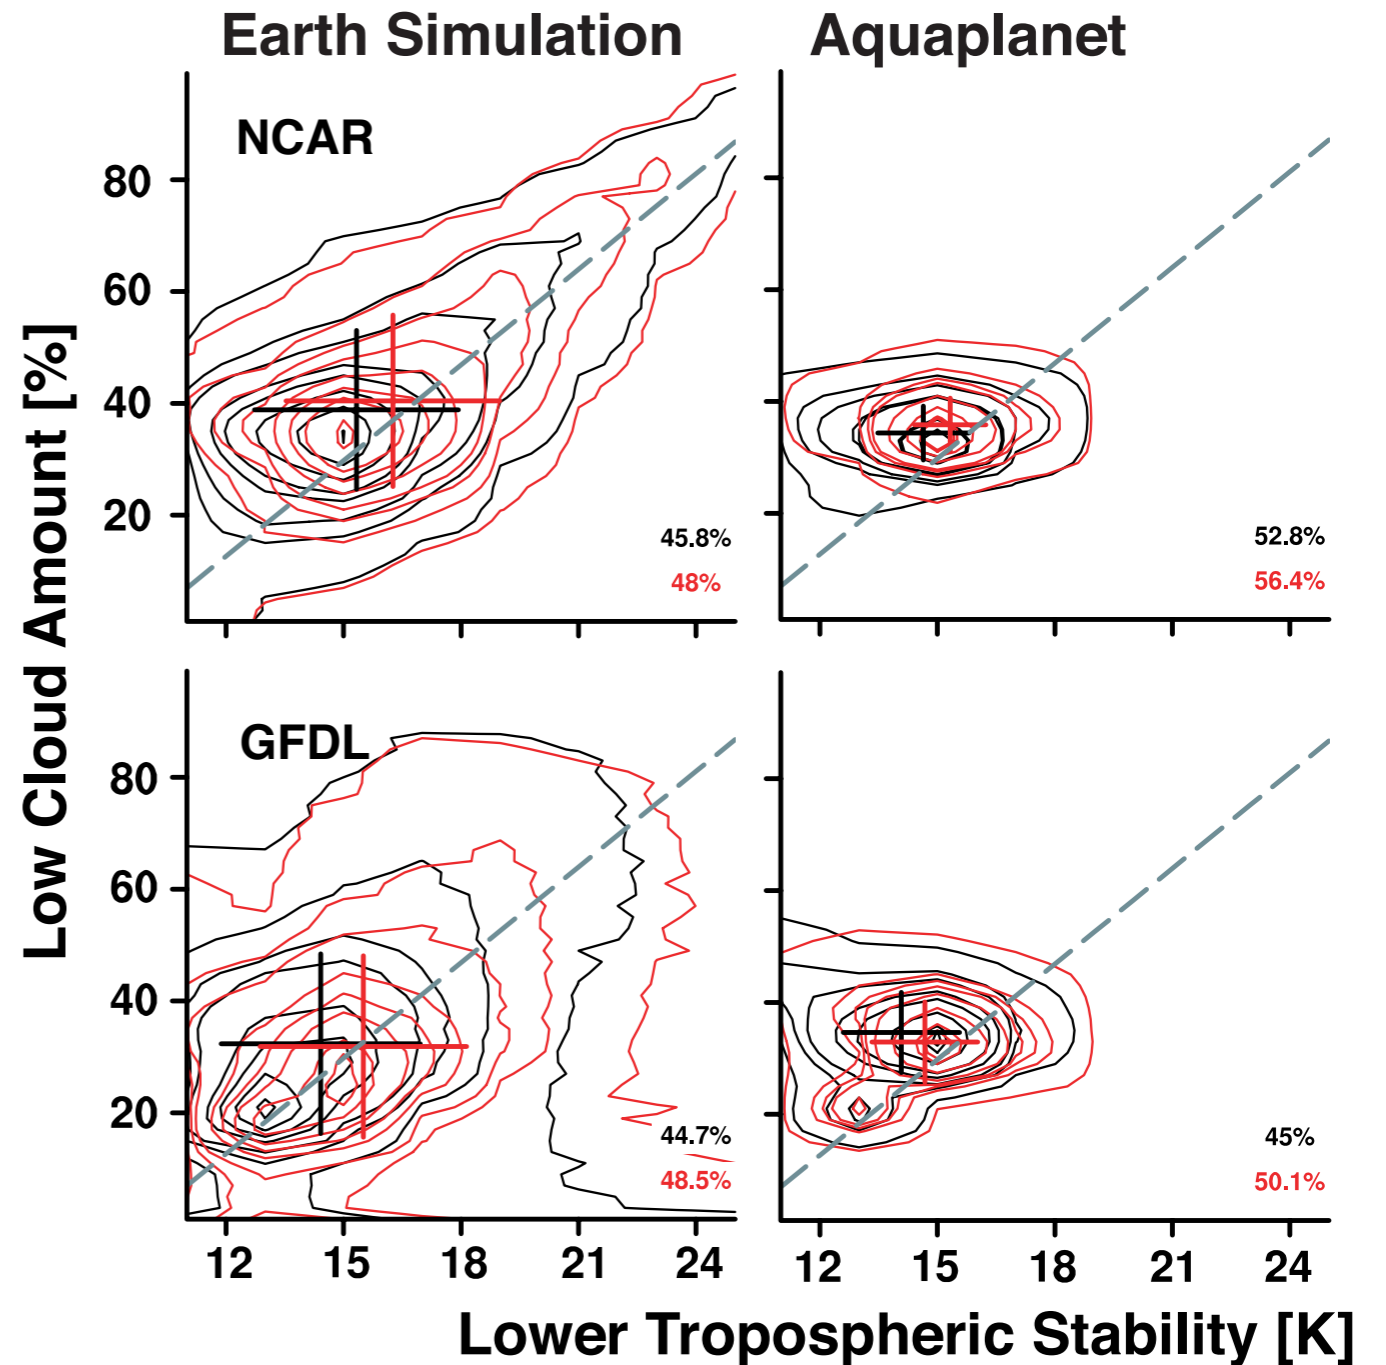 Earth Simulation
Aquaplanet
Low Cloud Amount [%]
NCAR
80
60
40
20
45.8%
48%
52.8%
56.4%
GFDL
80
60
40
20
44.7%
48.5%
45%
50.1%
12 15 18 21 24
12 15 18 21 24
Lower Tropospheric Stability [K]